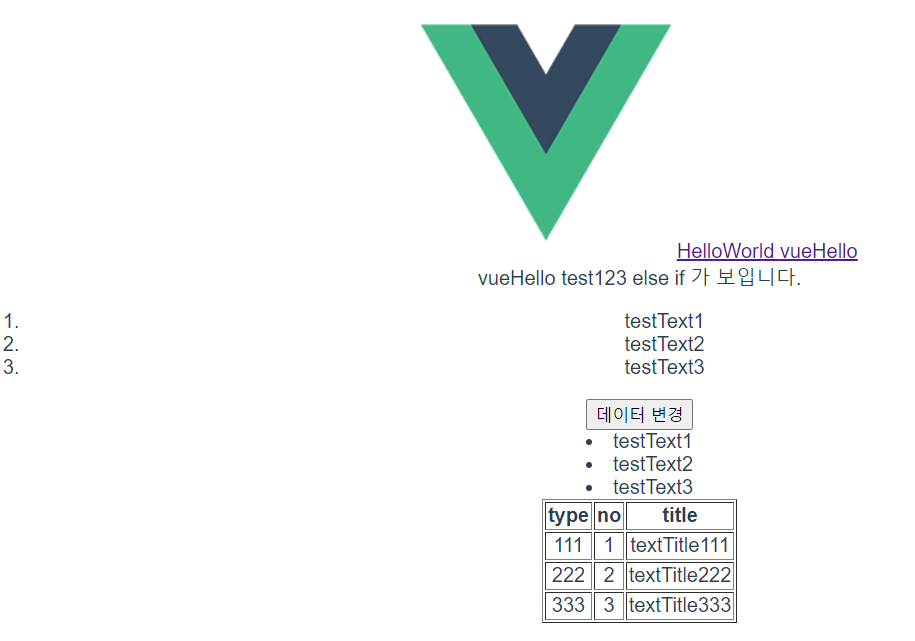 HelloWorld vueHello
vueHello test123 else if 가 보입니다.
1. testText1
2. testText2
3. testText3
데이터 변경
• testText1
• testText2
• testText3
type no title
111 1 textTitle111
222 2 textTitle222
333 3 textTitle333